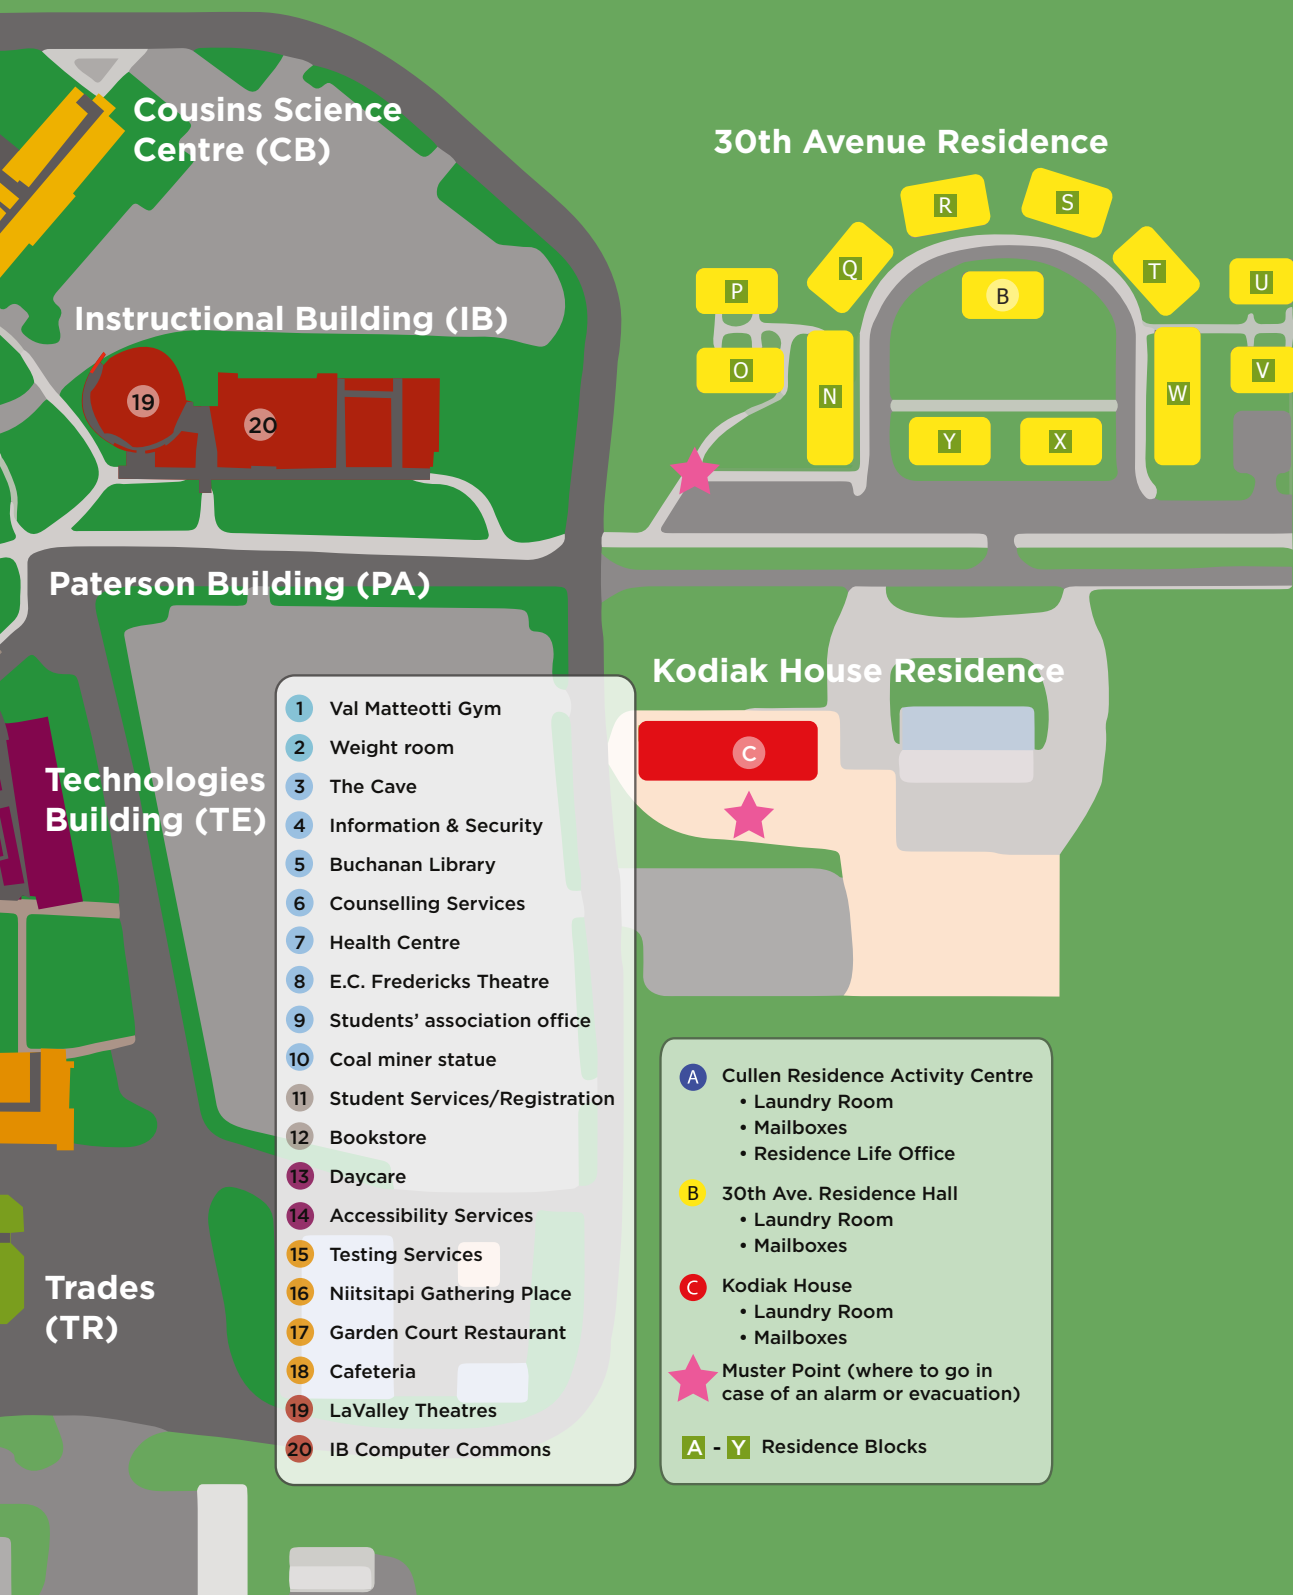 Cousins Science
Centre (CB)
30th Avenue Residence
R
S
Q
T
P
B
U
O
N
V
W
Y
X
Instructional Building (IB)
19
20
Paterson Building (PA)
Kodiak House Residence
C
Technologies
Building (TE)
Trades
(TR)
1 Val Matteotti Gym
2 Weight room
3 The Cave
4 Information & Security
5 Buchanan Library
6 Counselling Services
7 Health Centre
8 E.C. Fredericks Theatre
9 Students’ association office
10 Coal miner statue
11 Student Services/Registration
12 Bookstore
13 Daycare
14 Accessibility Services
15 Testing Services
16 Niitsitapi Gathering Place
17 Garden Court Restaurant
18 Cafeteria
19 LaValley Theatres
20 IB Computer Commons
A Cullen Residence Activity Centre
• Laundry Room
• Mailboxes
• Residence Life Office
B 30th Ave. Residence Hall
• Laundry Room
• Mailboxes
C Kodiak House
• Laundry Room
• Mailboxes
Muster Point (where to go in
case of an alarm or evacuation)
A - Y Residence Blocks